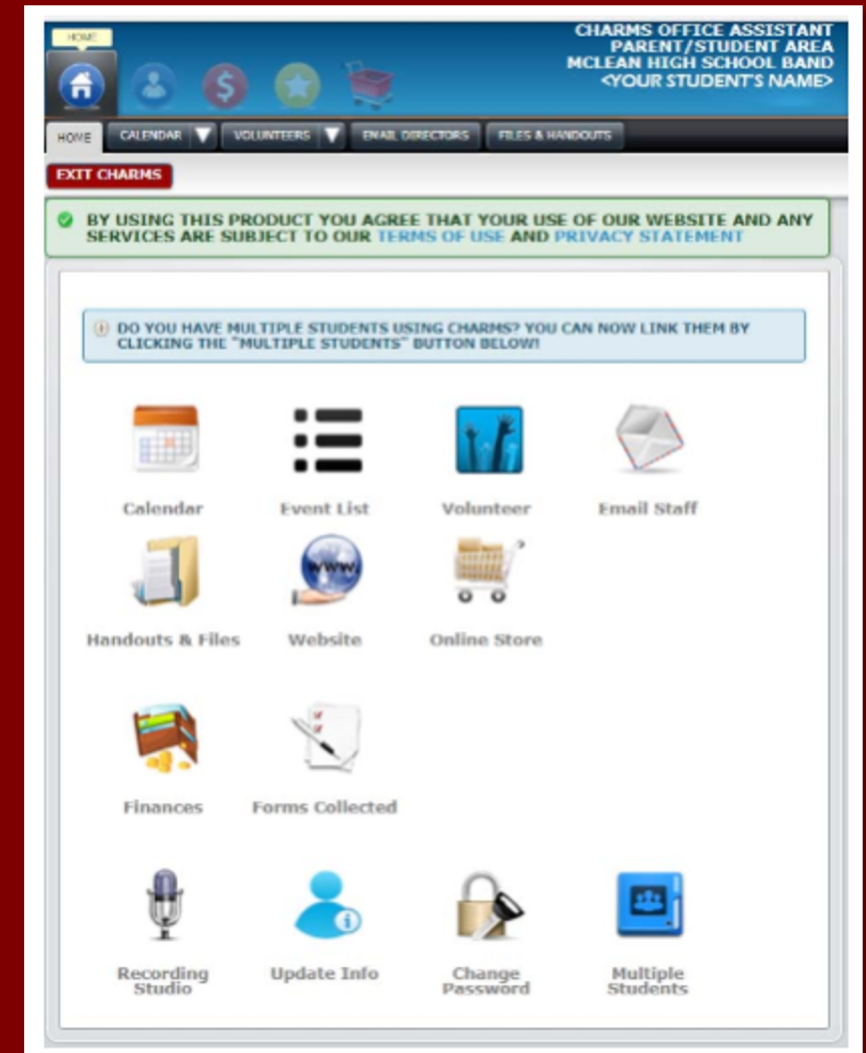 HOME
CHARMS OFFICE ASSISTANT
PARENT/STUDENT AREA
MCLEAN HIGH SCHOOL BAND
<YOUR STUDENT'S NAME>
HOME CALENDAR VOLUNTEERS EMAIL DIRECTORS FILES & HANDOUTS
EXIT CHARMS
BY USING THIS PRODUCT YOU AGREE THAT YOUR USE OF OUR WEBSITE AND ANY
SERVICES ARE SUBJECT TO OUR TERMS OF USE AND PRIVACY STATEMENT
DO YOU HAVE MULTIPLE STUDENTS USING CHARMS? YOU CAN NOW LINK THEM BY
CLICKING THE "MULTIPLE STUDENTS" BUTTON BELOW!
Calendar Event List Volunteer Email Staff
www.
Handouts & Files Website Online Store
Finances Forms Collected
Recording Studio
Update Info
Change Password
Multiple Students